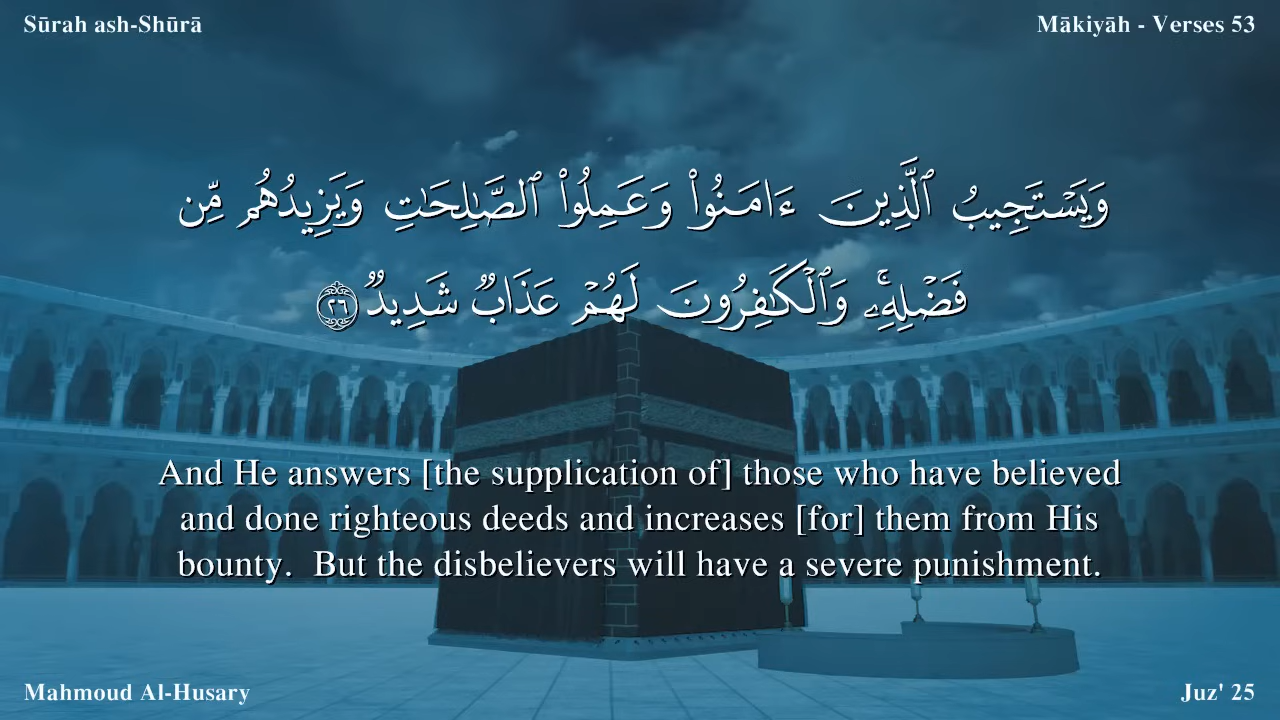 Sūrah ash-Shūrā
Mākiyāh - Verses 53
وَيَسْتَجِيبُ ٱلَّذِينَ ءَامَنُوا۟ وَعَمِلُوا۟ ٱلصَّـٰلِحَـٰتِ وَيَزِيدُهُم مِّن
فَضْلِهِۦ ۚ وَٱلْكَـٰفِرُونَ لَهُمْ عَذَابٌ شَدِيدٌ ٢٦
And He answers [the supplication of] those who have believed
and done righteous deeds and increases [for] them from His
bounty.  But the disbelievers will have a severe punishment.
Mahmoud Al-Husary
Juz' 25